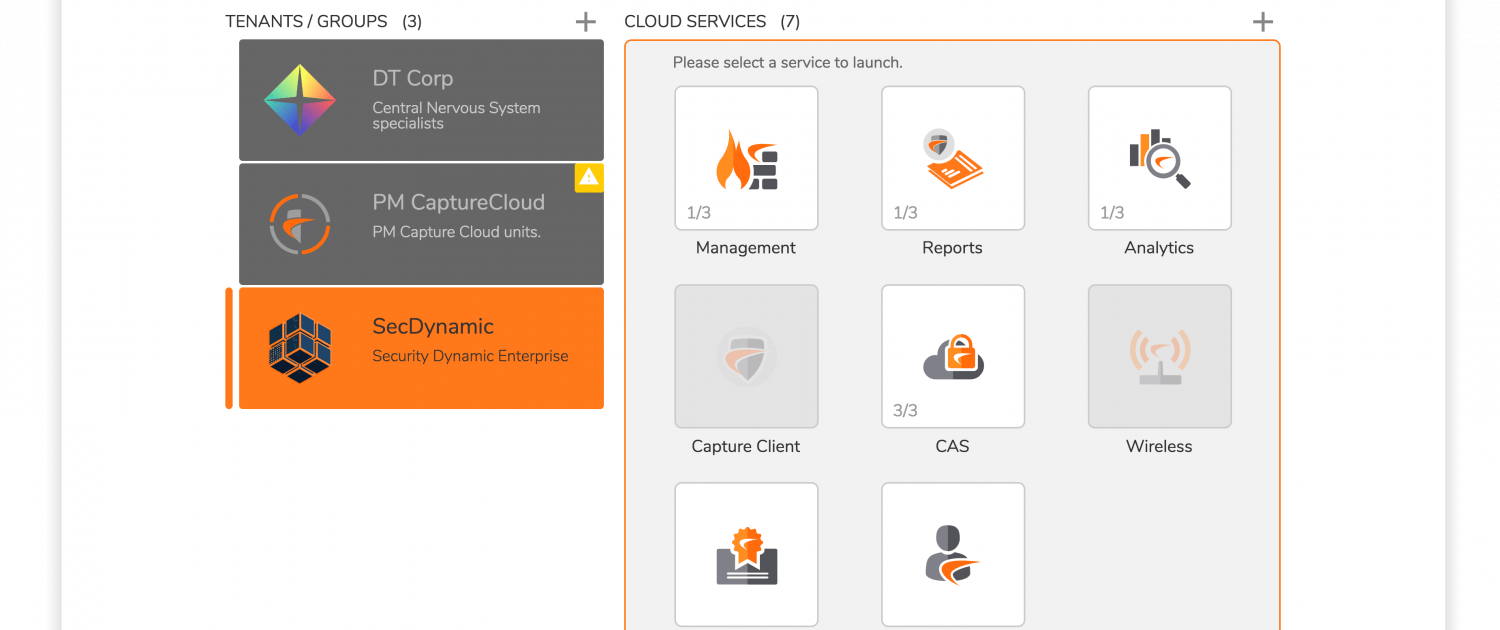 TENANTS / GROUPS (3)
DT Corp
Central Nervous System
specialists
PM CaptureCloud
PM Capture Cloud units.
SecDynamic
Security Dynamic Enterprise
CLOUD SERVICES (7)
Please select a service to launch.
1/3
1/3
1/3
Management
Reports
Analytics
3/3
Capture Client
CAS
Wireless